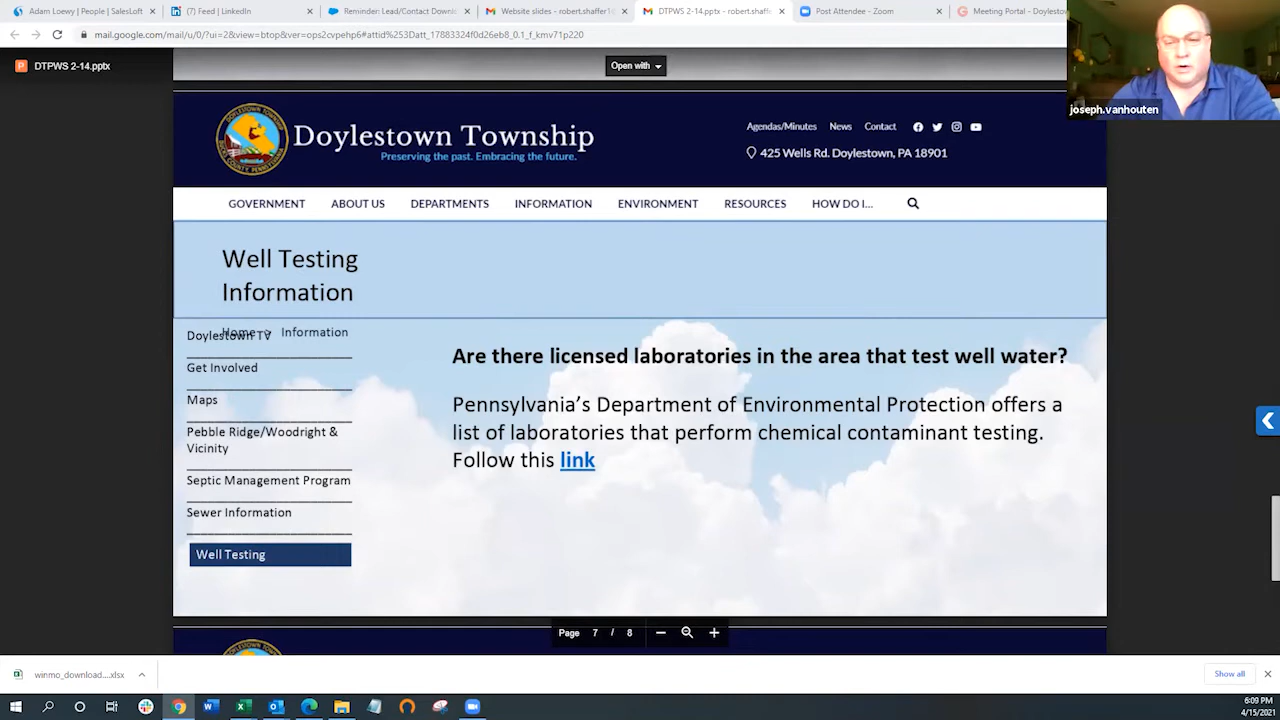 Adam Loewy | People | SalesLoft
(7) Feed | LinkedIn
Reminder: Lead/Contact Downlo
Website slides - robert.shaffer1
DTPWS 2-14.pptx - robert.shaff
Post Attendee - Zoom
Meeting Portal - Doylestow
mail.google.com/mail/u/0/?ui=2&view=btop&ver=ops2cvpehp6#attid%253Datt_17883324f0d26eb8_0.1_f_kmv71p220
DTPWS 2-14.pptx
Open with
joseph.vanhouten
Doylestown Township
Preserving the past. Embracing the future.
Agendas/Minutes News Contact
425 Wells Rd. Doylestown, PA 18901
GOVERNMENT ABOUT US DEPARTMENTS INFORMATION ENVIRONMENT RESOURCES HOW DO I...
Well Testing
Information
Home > Information
Doylestown TV
Get Involved
Maps
Pebble Ridge/Woodright &
Vicinity
Septic Management Program
Sewer Information
Well Testing
Are there licensed laboratories in the area that test well water?
Pennsylvania's Department of Environmental Protection offers a
list of laboratories that perform chemical contaminant testing.
Follow this link
Page 7 / 8
winmo_download....xlsx
Show all
6:09 PM
4/15/2021